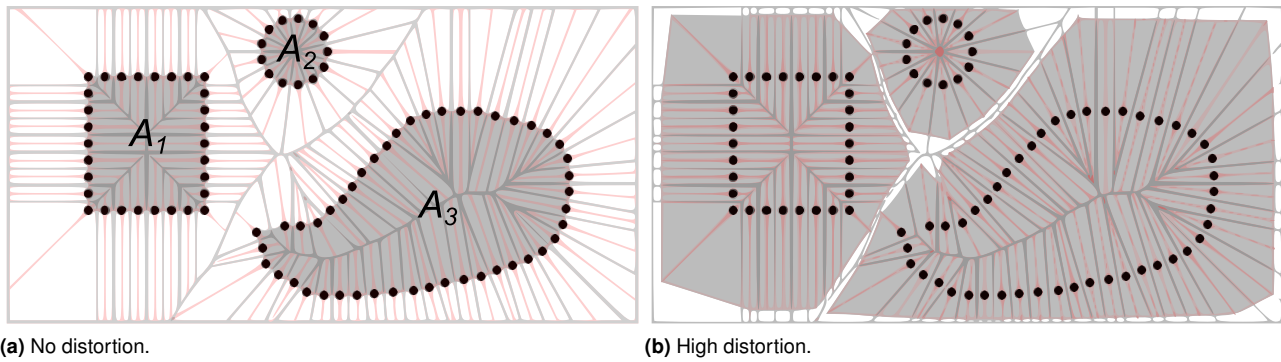 A2
A1
A3
(a) No distortion.
(b) High distortion.